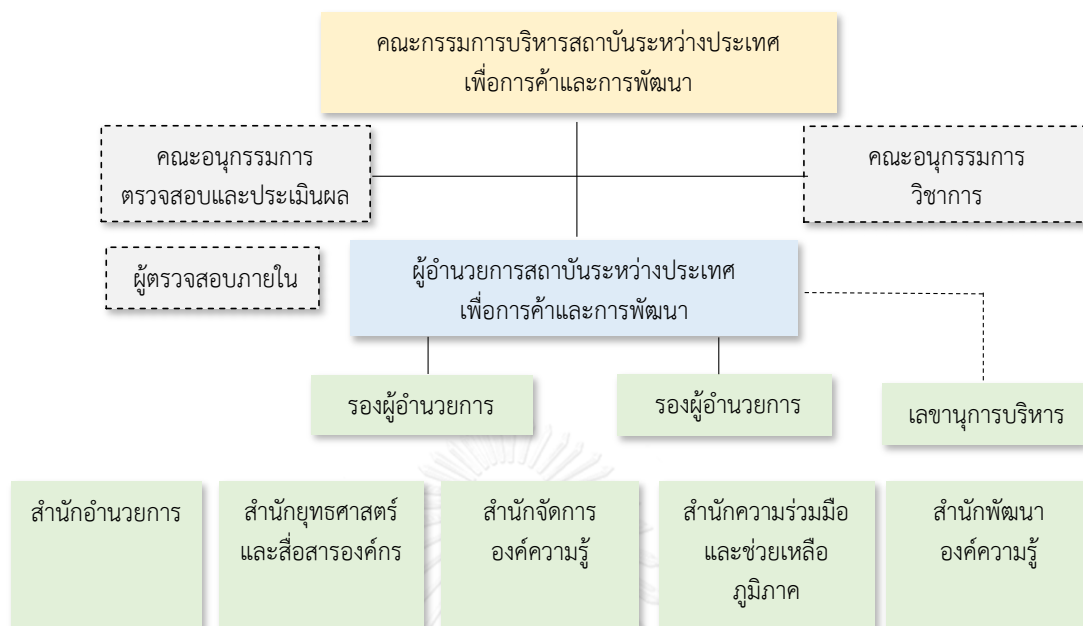 คณะกรรมการบริหารสถาบันระหว่างประเทศ
เพื่อการค้าและการพัฒนา
คณะอนุกรรมการ
ตรวจสอบและประเมินผล
คณะอนุกรรมการ
วิชาการ
ผู้ตรวจสอบภายใน
ผู้อำนวยการสถาบันระหว่างประเทศ
เพื่อการค้าและการพัฒนา
รองผู้อำนวยการ
รองผู้อำนวยการ
เลขานุการบริหาร
สำนักอำนวยการ
สำนักยุทธศาสตร์
และสื่อสารองค์กร
สำนักจัดการ
องค์ความรู้
สำนักความร่วมมือ
และช่วยเหลือ
ภูมิภาค
สำนักพัฒนา
องค์ความรู้